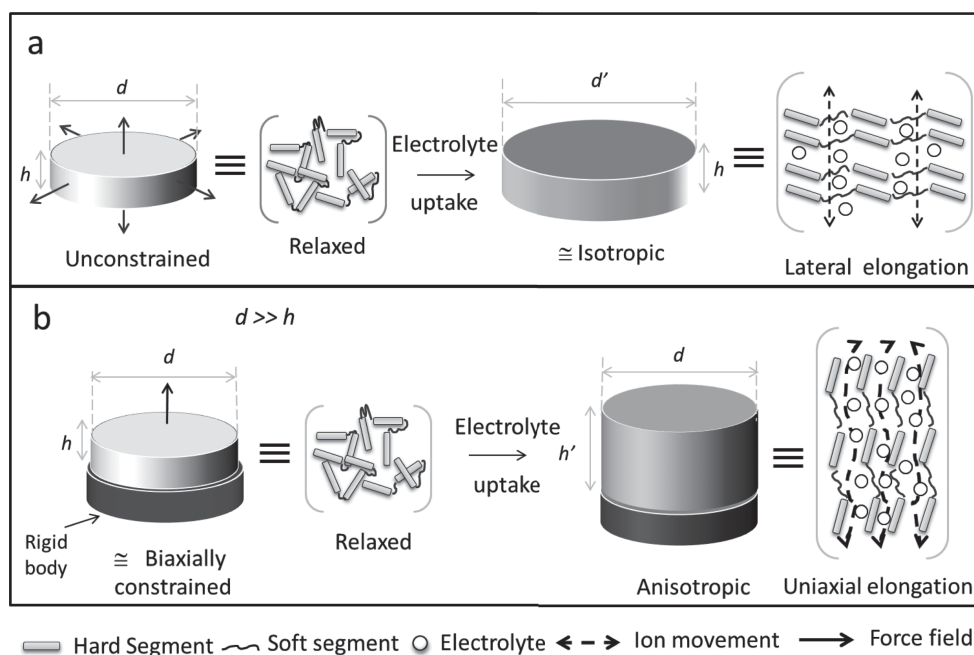 a
d
h
Unconstrained
≡
Relaxed
Electrolyte
uptake
d'
h
≅ Isotropic
≡
Lateral elongation
b
d >> h
d
h
Rigid
body
≅ Biaxially
constrained
≡
Relaxed
Electrolyte
uptake
d
h'
Anisotropic
≡
Uniaxial elongation
Hard Segment Soft segment Electrolyte Ion movement Force field